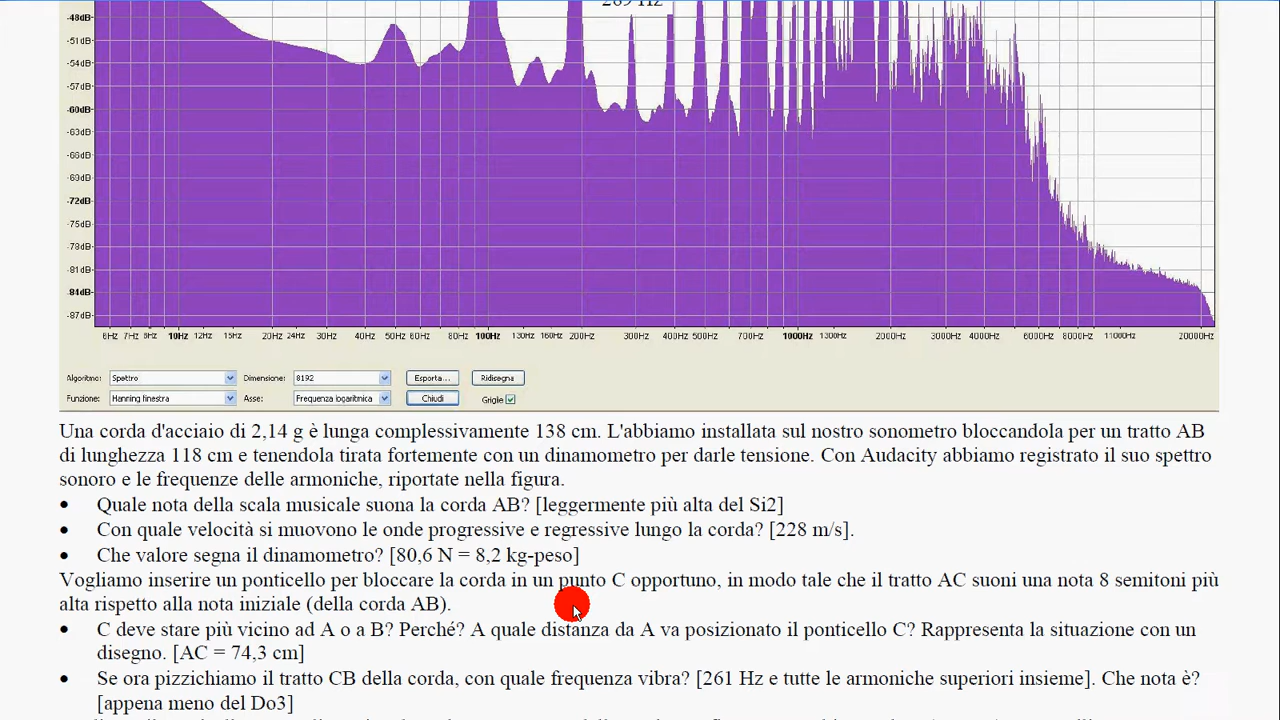 289 Hz
-48dB
-51dB
-54dB
-57dB
-60dB
-63dB
-66dB
-69dB
-72dB
-75dB
-78dB
-81dB
-84dB
-87dB
6Hz 7Hz 8Hz 10Hz 12Hz 15Hz 20Hz 24Hz 30Hz 40Hz 50Hz 60Hz 80Hz 100Hz 130Hz 160Hz 200Hz 300Hz 400Hz 500Hz 670Hz 1000Hz 1300Hz 2000Hz 3000Hz 4000Hz 6000Hz 8000Hz 11000Hz 20000Hz
Algoritmo: Spettro Dimensione: 8192 Esporta... Ridisegna
Funzione: Hanning finestra Asse: Frequenza logaritmica Chiudi Griglie
Una corda d'acciaio di 2,14 g è lunga complessivamente 138 cm. L'abbiamo installata sul nostro sonometro bloccandola per un tratto AB
di lunghezza 118 cm e tenendola tirata fortemente con un dinamometro per darle tensione. Con Audacity abbiamo registrato il suo spettro
sonoro e le frequenze delle armoniche, riportate nella figura.
• Quale nota della scala musicale suona la corda AB? [leggermente più alta del Si2]
• Con quale velocità si muovono le onde progressive e regressive lungo la corda? [228 m/s].
• Che valore segna il dinamometro? [80,6 N = 8,2 kg-peso]
Vogliamo inserire un ponticello per bloccare la corda in un punto C opportuno, in modo tale che il tratto AC suoni una nota 8 semitoni più
alta rispetto alla nota iniziale (della corda AB).
• C deve stare più vicino ad A o a B? Perché? A quale distanza da A va posizionato il ponticello C? Rappresenta la situazione con un
disegno. [AC = 74,3 cm]
• Se ora pizzichiamo il tratto CB della corda, con quale frequenza vibra? [261 Hz e tutte le armoniche superiori insieme]. Che nota è?
[appena meno del Do3]